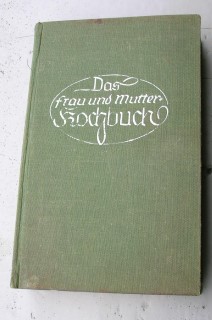 Das
Frau und Mutter-
Kochbuch